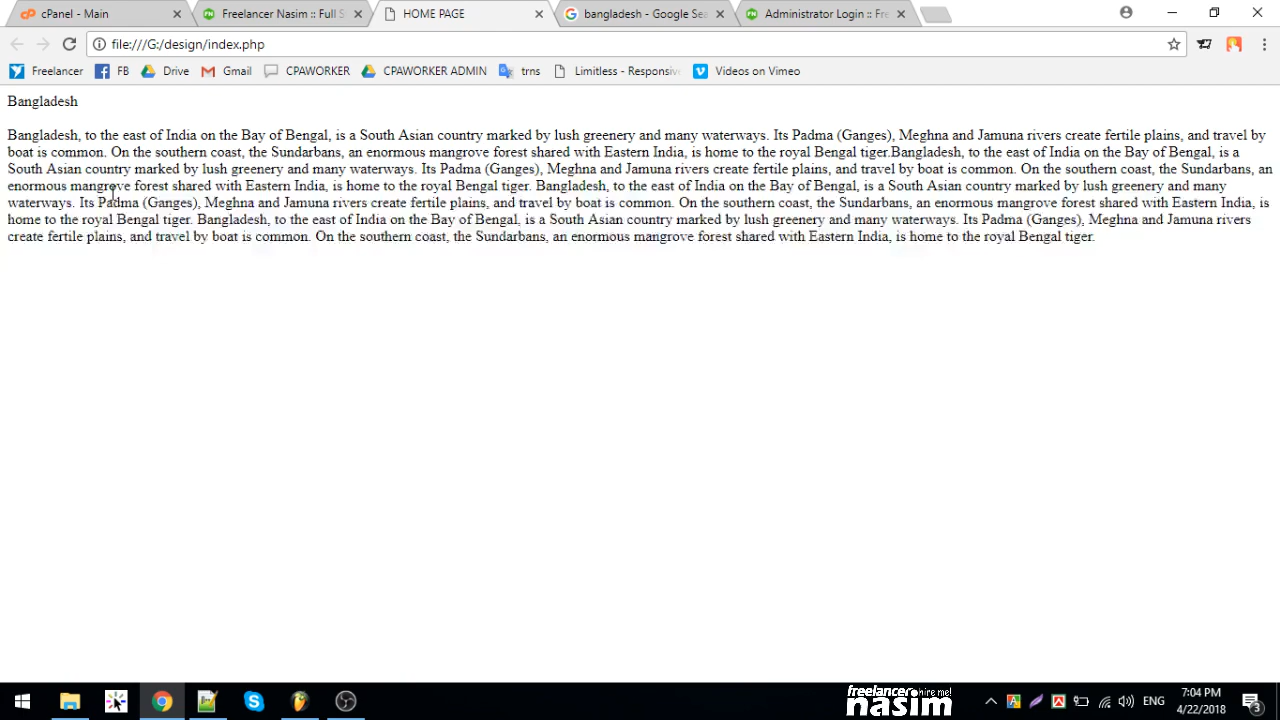 cPanel - Main
Freelancer Nasim :: Full S
HOME PAGE
bangladesh - Google Sea
Administrator Login :: Fre
file:///G:/design/index.php
Freelancer
FB
Drive
Gmail
CPAWORKER
CPAWORKER ADMIN
trns
Limitless - Responsiv
Videos on Vimeo
Bangladesh
Bangladesh, to the east of India on the Bay of Bengal, is a South Asian country marked by lush greenery and many waterways. Its Padma (Ganges), Meghna and Jamuna rivers create fertile plains, and travel by
boat is common. On the southern coast, the Sundarbans, an enormous mangrove forest shared with Eastern India, is home to the royal Bengal tiger.Bangladesh, to the east of India on the Bay of Bengal, is a
South Asian country marked by lush greenery and many waterways. Its Padma (Ganges), Meghna and Jamuna rivers create fertile plains, and travel by boat is common. On the southern coast, the Sundarbans, an
enormous mangrove forest shared with Eastern India, is home to the royal Bengal tiger. Bangladesh, to the east of India on the Bay of Bengal, is a South Asian country marked by lush greenery and many
waterways. Its Padma (Ganges), Meghna and Jamuna rivers create fertile plains, and travel by boat is common. On the southern coast, the Sundarbans, an enormous mangrove forest shared with Eastern India, is
home to the royal Bengal tiger. Bangladesh, to the east of India on the Bay of Bengal, is a South Asian country marked by lush greenery and many waterways. Its Padma (Ganges), Meghna and Jamuna rivers
create fertile plains, and travel by boat is common. On the southern coast, the Sundarbans, an enormous mangrove forest shared with Eastern India, is home to the royal Bengal tiger.
freelancer hire me!
nasim
ENG
7:04 PM
4/22/2018
3